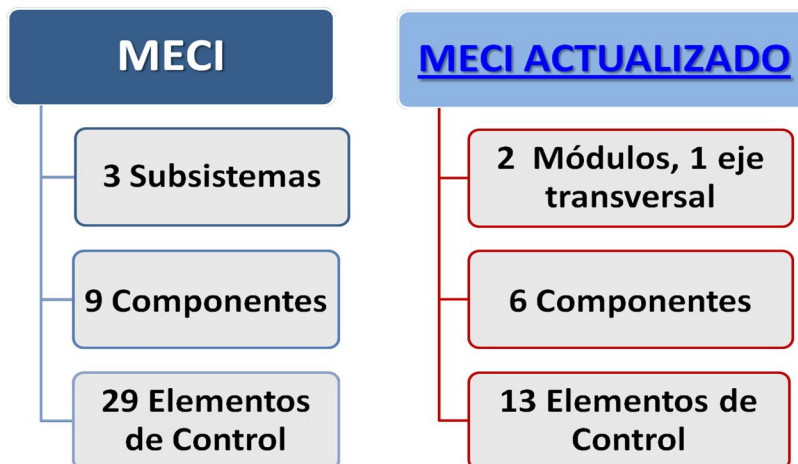 MECI
3 Subsistemas
9 Componentes
29 Elementos
de Control
MECI ACTUALIZADO
2 Módulos, 1 eje
transversal
6 Componentes
13 Elementos de
Control